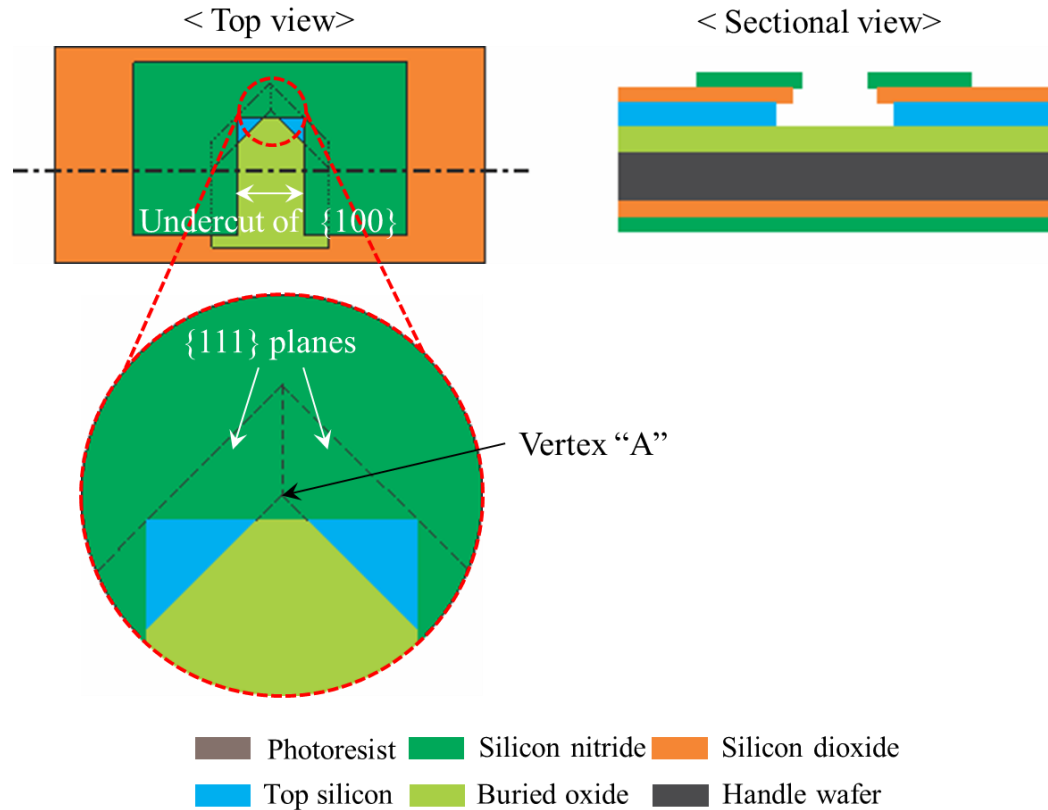 < Top view>
< Sectional view>
Undercut of {100}
{111} planes
Vertex “A”
Photoresist
Silicon nitride
Silicon dioxide
Top silicon
Buried oxide
Handle wafer